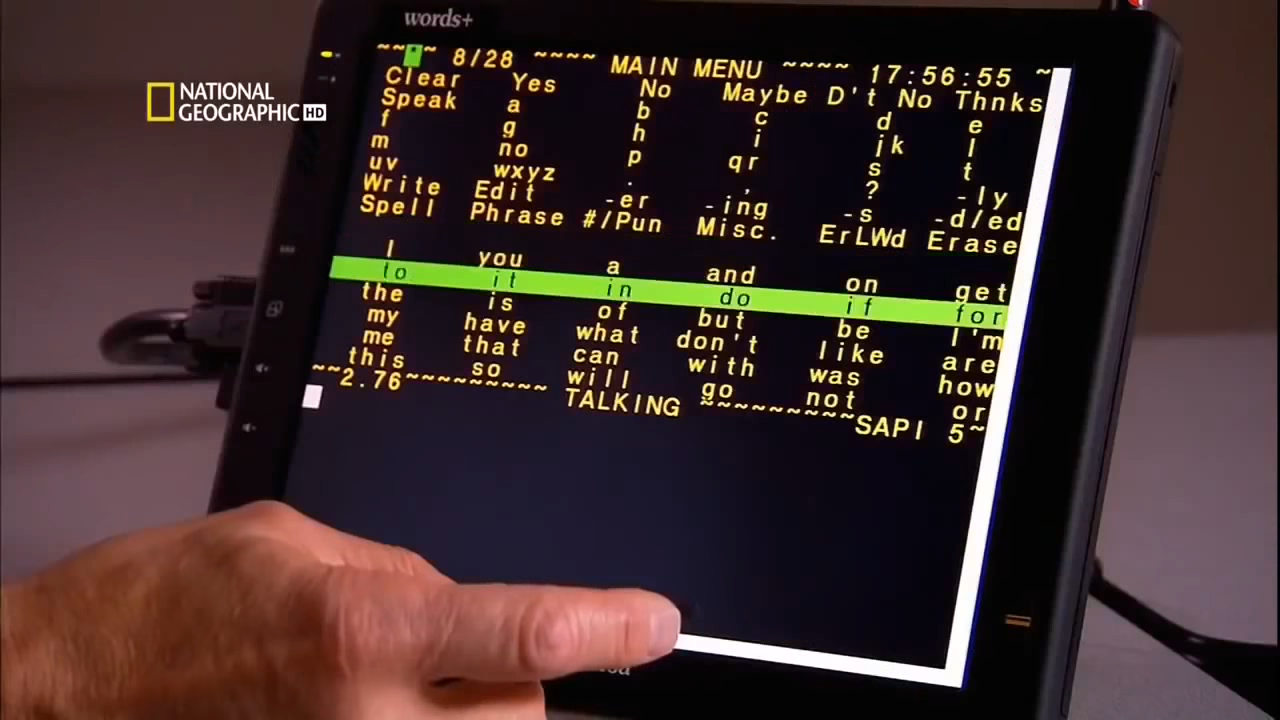 words+
NATIONAL
GEOGRAPHIC HD
~~*~ 8/28 ~~~~ MAIN MENU ~~~~ 17:56:55 ~
Clear Yes No Maybe D't No Thnks
Speak a b c d e
f g h i jk l
m no p qr s t
uv wxyz . , ? -ly
Write Edit -er -ing -s -d/ed
Spell Phrase #/Pun Misc. ErLWd Erase
I you a and on get
to it in do if for
the is of but be I'm
my have what don't like are
me that can with was how
this so will go not or
~~2.76~~~~~~~~~ TALKING ~~~~~~~~~SAPI 5~